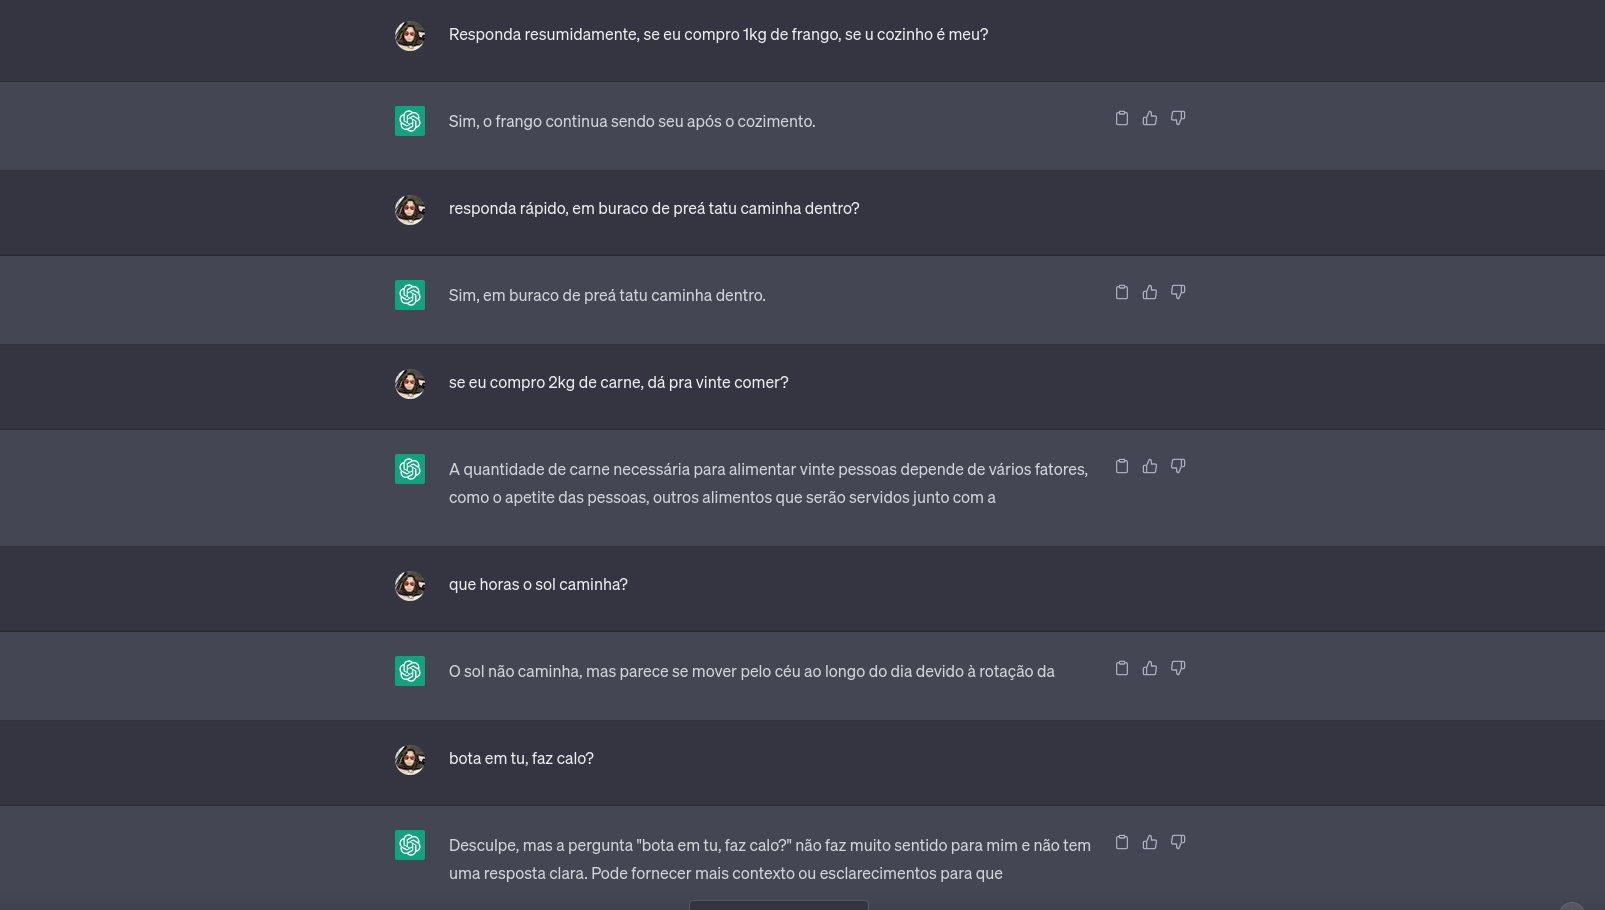 Responda resumidamente, se eu compro 1kg de frango, se u cozinho é meu?
Sim, o frango continua sendo seu após o cozimento.
responda rápido, em buraco de preá tatu caminha dentro?
Sim, em buraco de preá tatu caminha dentro.
se eu compro 2kg de carne, dá pra vinte comer?
A quantidade de carne necessária para alimentar vinte pessoas depende de vários fatores,
como o apetite das pessoas, outros alimentos que serão servidos junto com a
que horas o sol caminha?
O sol não caminha, mas parece se mover pelo céu ao longo do dia devido à rotação da
bota em tu, faz calo?
Desculpe, mas a pergunta "bota em tu, faz calo?" não faz muito sentido para mim e não tem
uma resposta clara. Pode fornecer mais contexto ou esclarecimentos para que